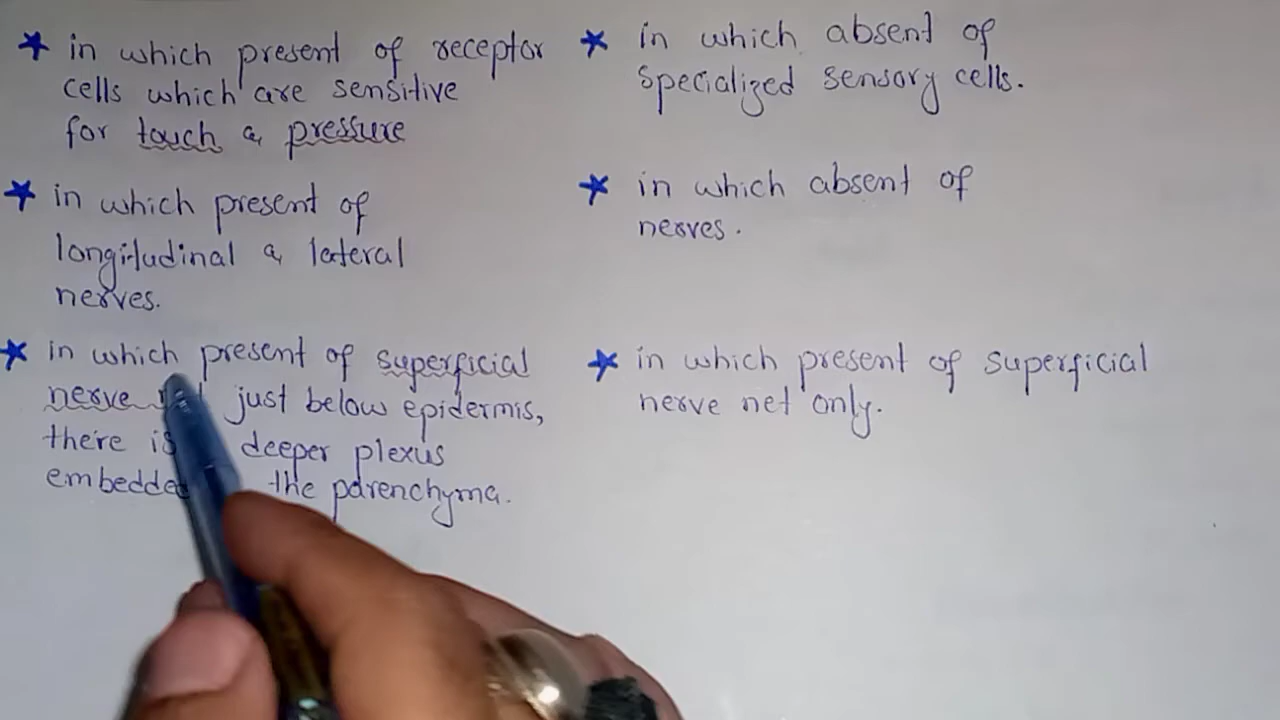 in which present of receptor
cells which are sensitive
for touch & pressure
in which present of
longitudinal & lateral
nerves.
in which present of superficial
nerve just below epidermis,
there is deeper plexus
embedded the parenchyma.
in which absent of
specialized sensory cells.
in which absent of
nerves.
in which present of superficial
nerve net only.